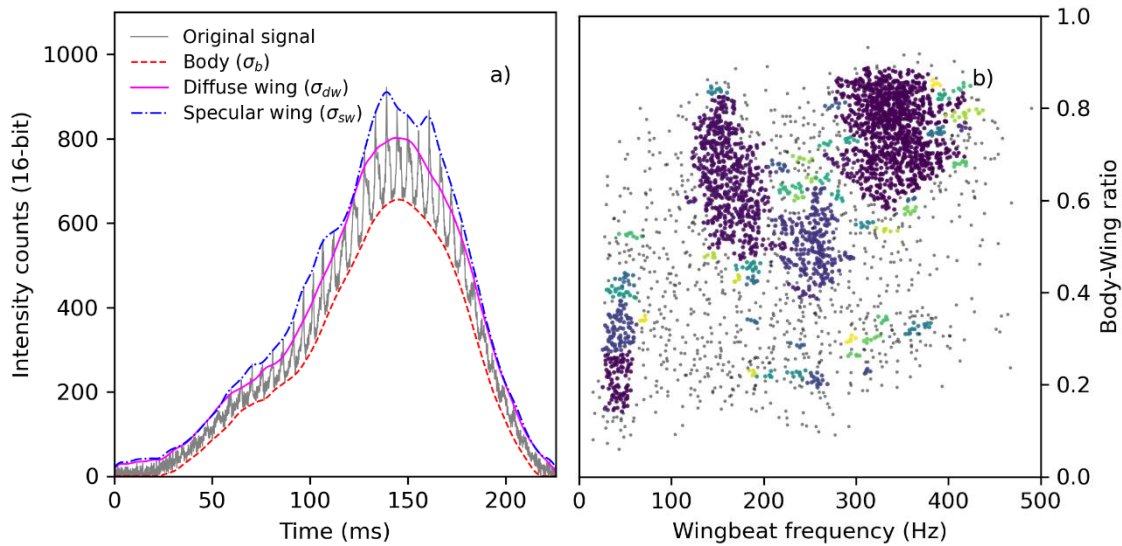 Original signal
Body (σb)
Diffuse wing (σdw)
Specular wing (σsw)
a)
Intensity counts (16-bit)
1000
800
600
400
200
0
0 50 100 150 200
Time (ms)
b)
1.0
0.8
0.6
0.4
0.2
0.0
Body-Wing ratio
0 100 200 300 400 500
Wingbeat frequency (Hz)